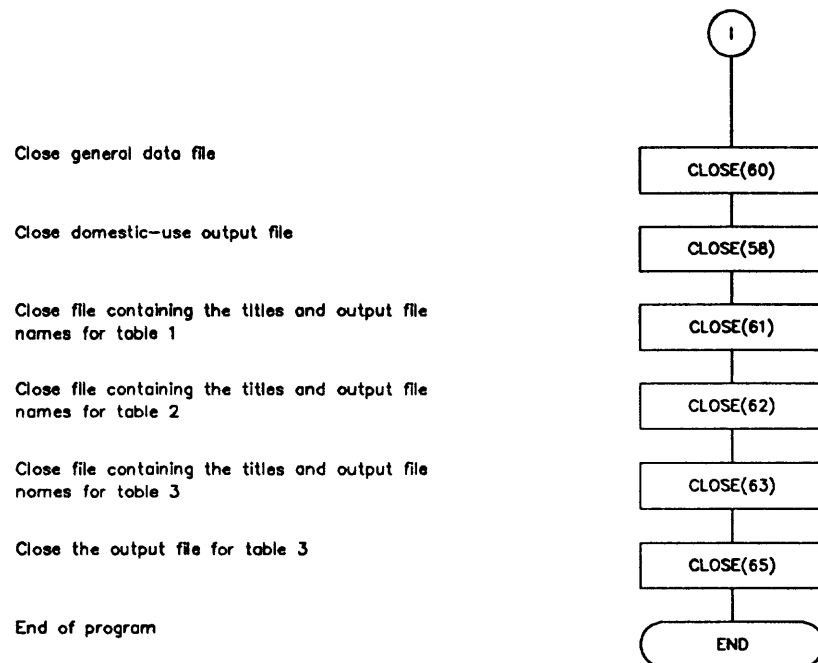 I
Close general data file
CLOSE(60)
Close domestic-use output file
CLOSE(58)
Close file containing the titles and output file
names for table 1
CLOSE(61)
Close file containing the titles and output file
names for table 2
CLOSE(62)
Close file containing the titles and output file
names for table 3
CLOSE(63)
Close the output file for table 3
CLOSE(65)
End of program
END